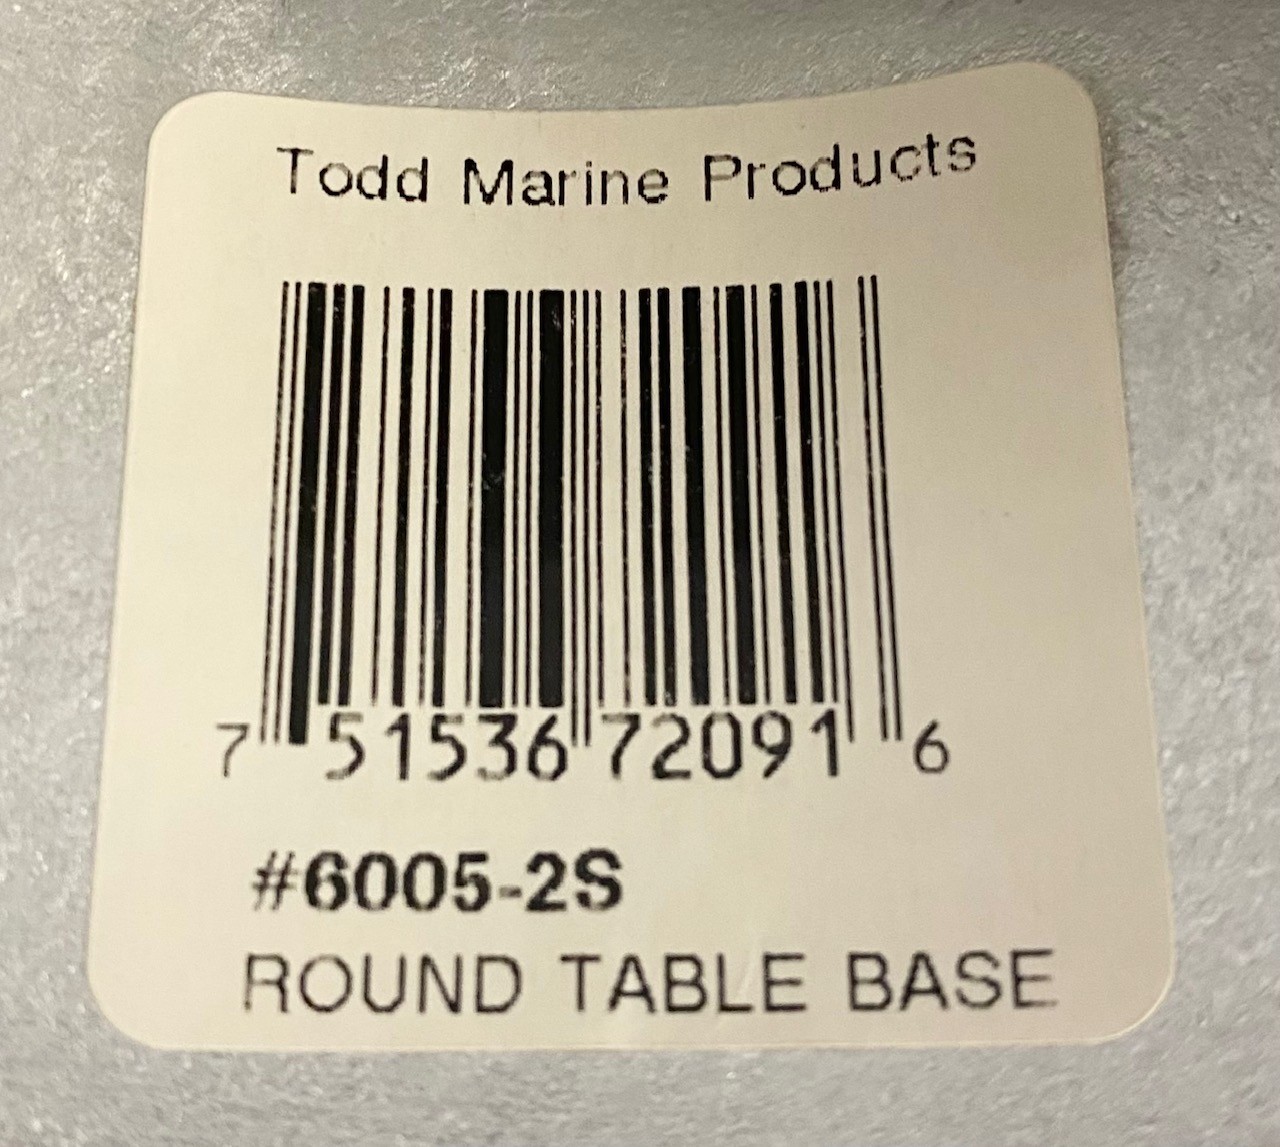 Todd Marine Products
7 51536 72091 6
#6005-2S
ROUND TABLE BASE